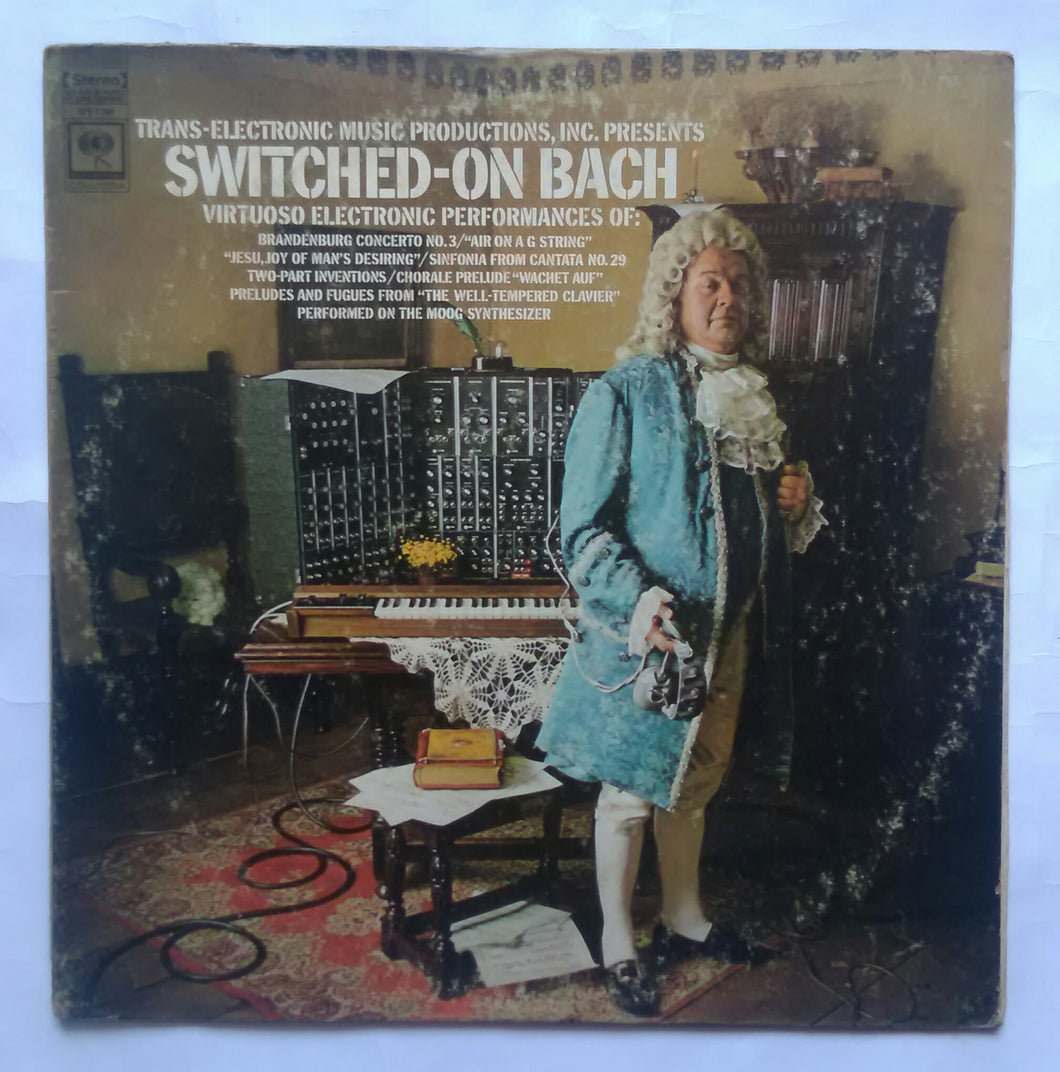 Stereo
TRANS-ELECTRONIC MUSIC PRODUCTIONS, INC. PRESENTS
SWITCHED-ON BACH
VIRTUOSO ELECTRONIC PERFORMANCES OF:
BRANDENBURG CONCERTO NO. 3/“AIR ON A G STRING”
“JESU, JOY OF MAN’S DESIRING”/SINFONIA FROM CANTATA NO. 29
TWO-PART INVENTIONS/CHORALE PRELUDE “WACHET AUF”
PRELUDES AND FUGUES FROM “THE WELL-TEMPERED CLAVIER”
PERFORMED ON THE MOOG SYNTHESIZER
COLUMBIA